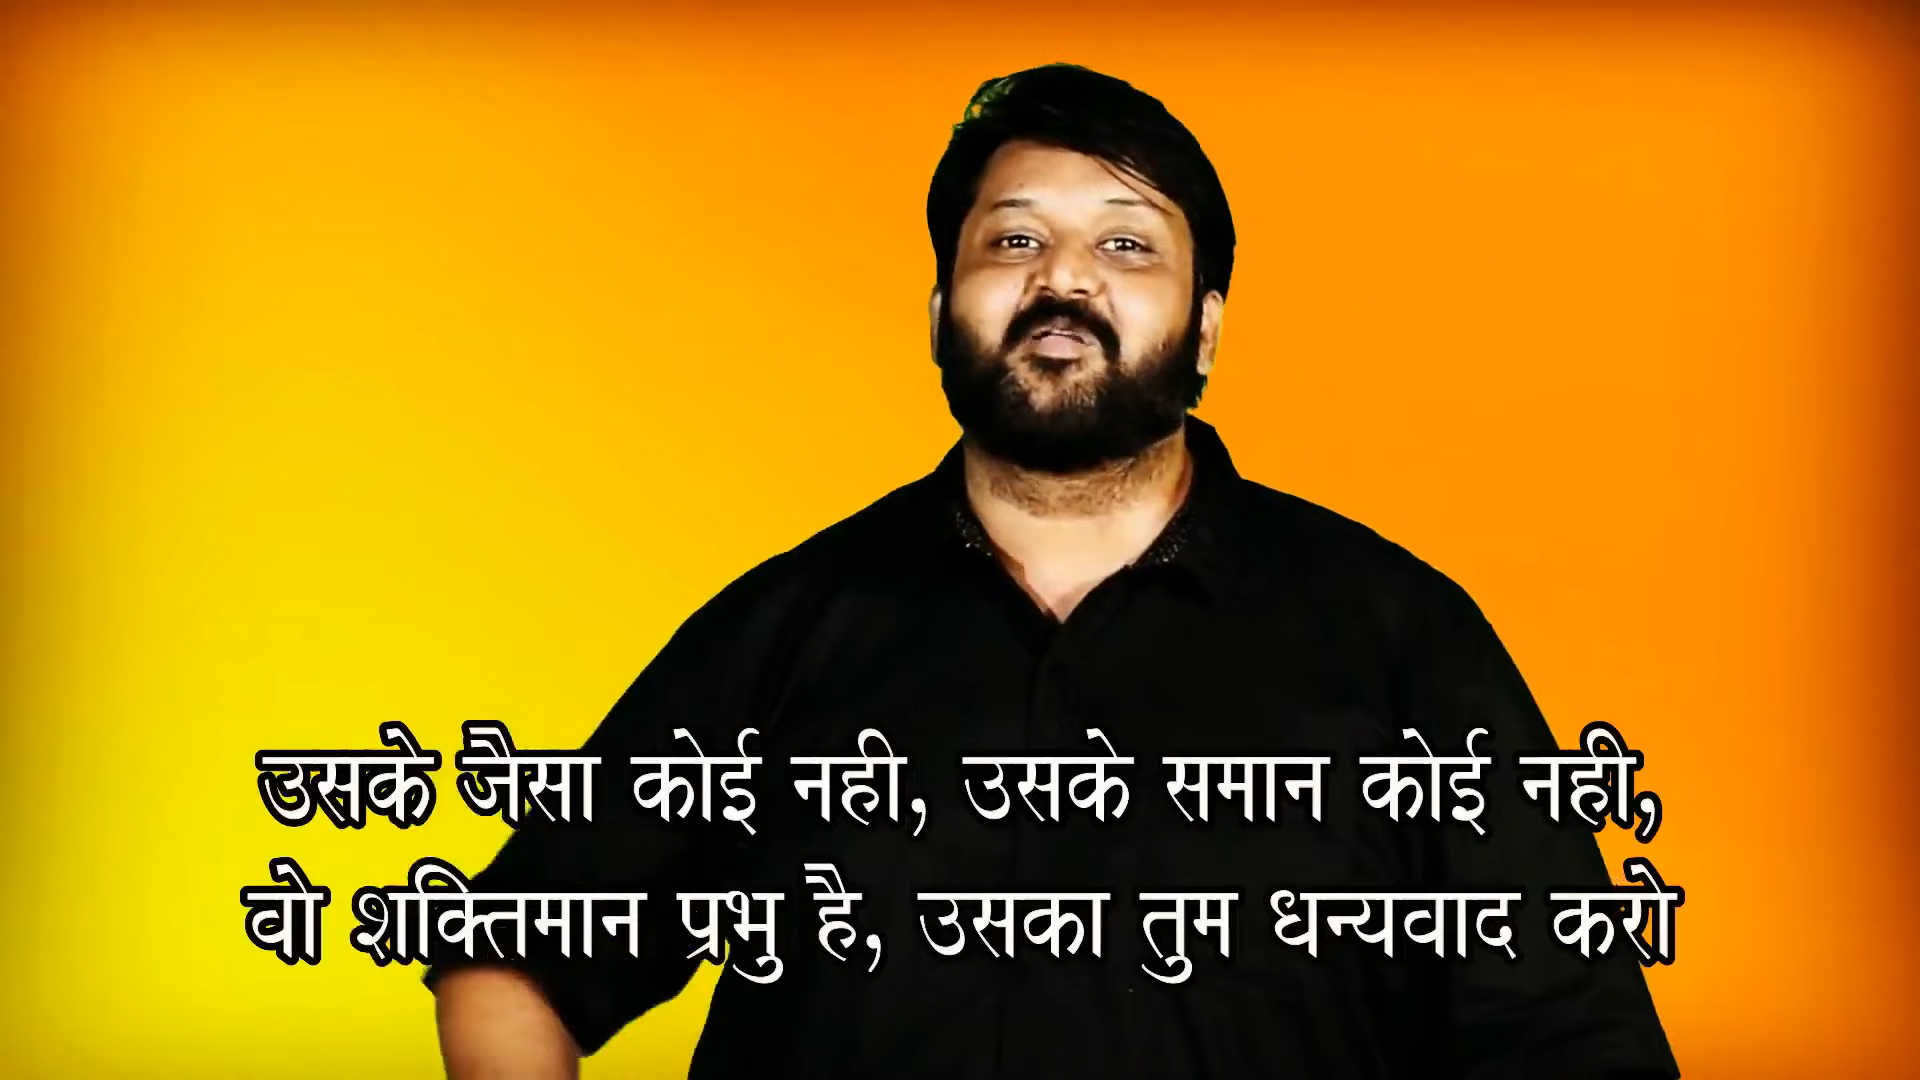 उसके जैसा कोई नही, उसके समान कोई नही,
वो शक्तिमान प्रभु है, उसका तुम धन्यवाद करो